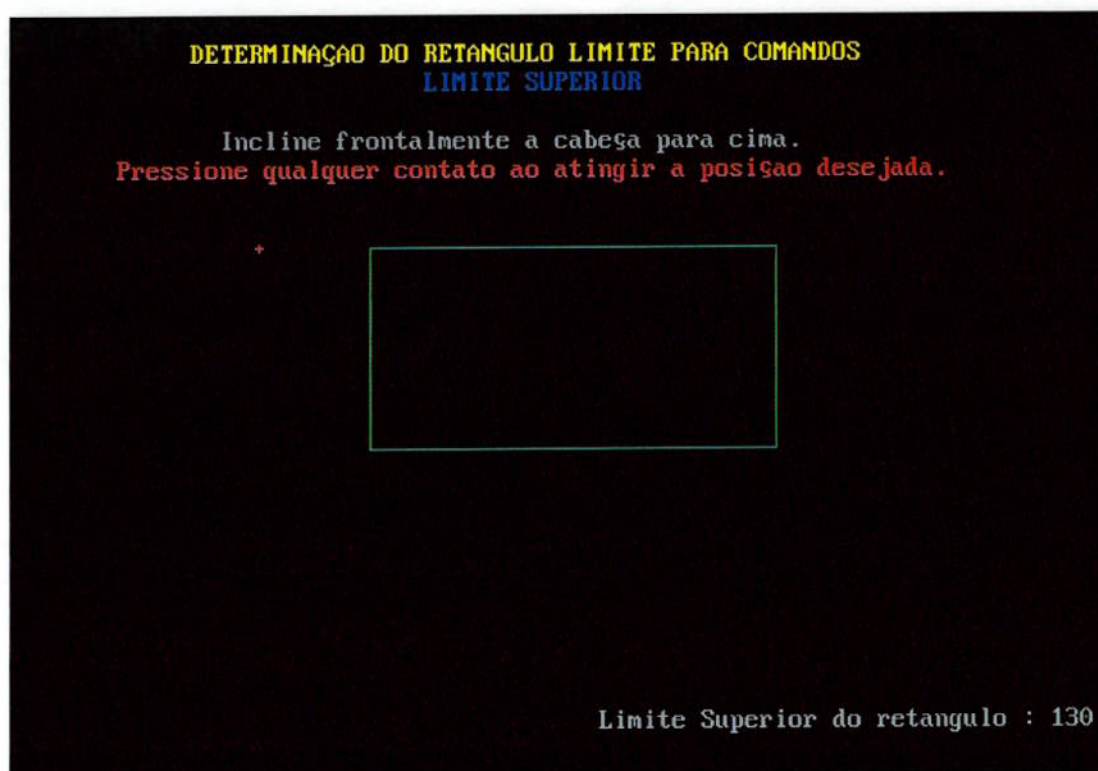 DETERMINAÇAO DO RETANGULO LIMITE PARA COMANDOS
LIMITE SUPERIOR
Incline frontalmente a cabeça para cima.
Pressione qualquer contato ao atingir a posiçao desejada.
Limite Superior do retangulo : 130